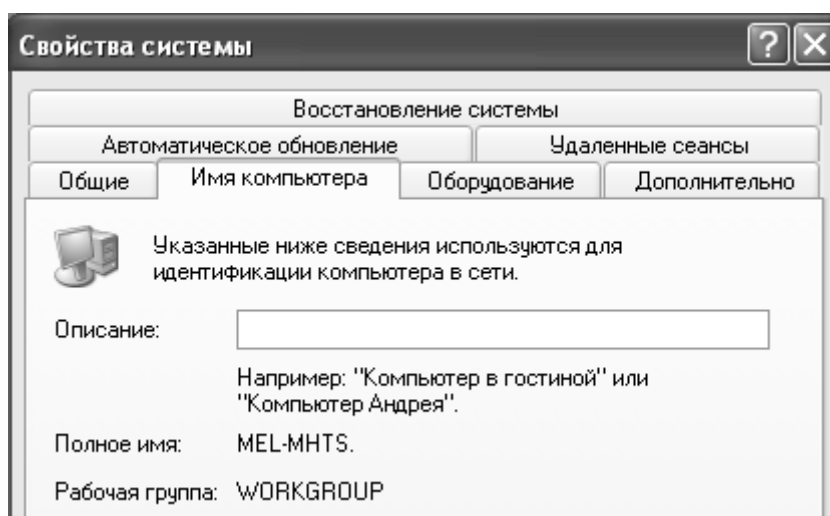 Свойства системы
Восстановление системы
Автоматическое обновление Удаленные сеансы
Общие Имя компьютера Оборудование Дополнительно
Указанные ниже сведения используются для
идентификации компьютера в сети.
Описание:
Например: "Компьютер в гостиной" или
"Компьютер Андрея".
Полное имя: MEL-MHTS.
Рабочая группа: WORKGROUP